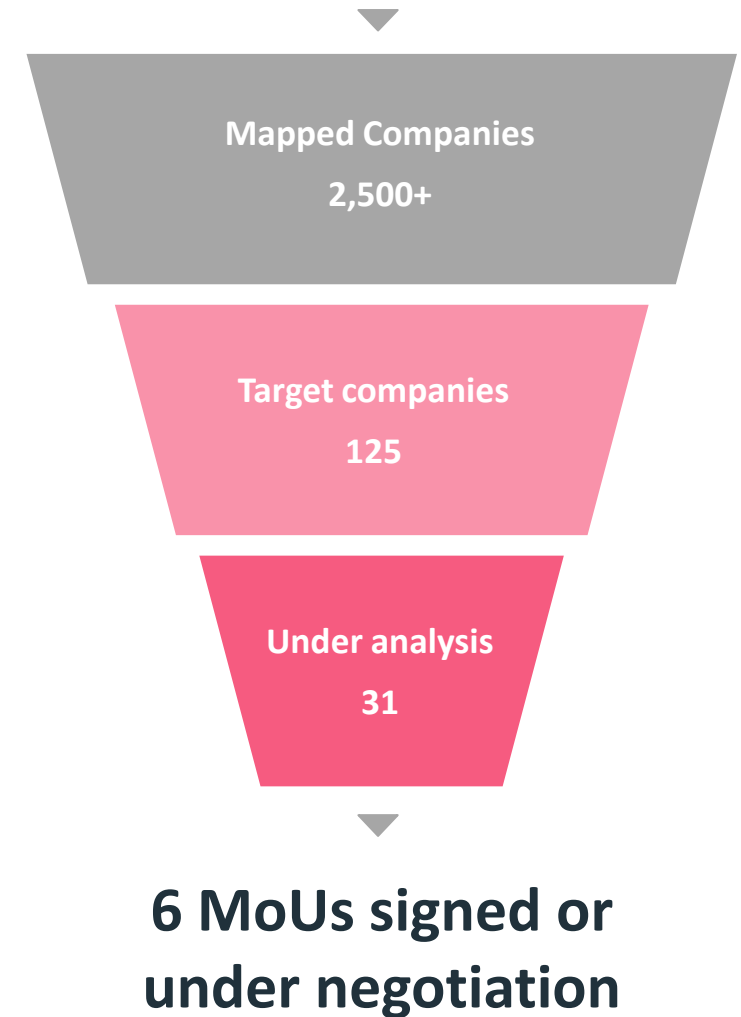 Mapped Companies
2,500+
Target companies
125
Under analysis
31
6 MoUs signed or
under negotiation